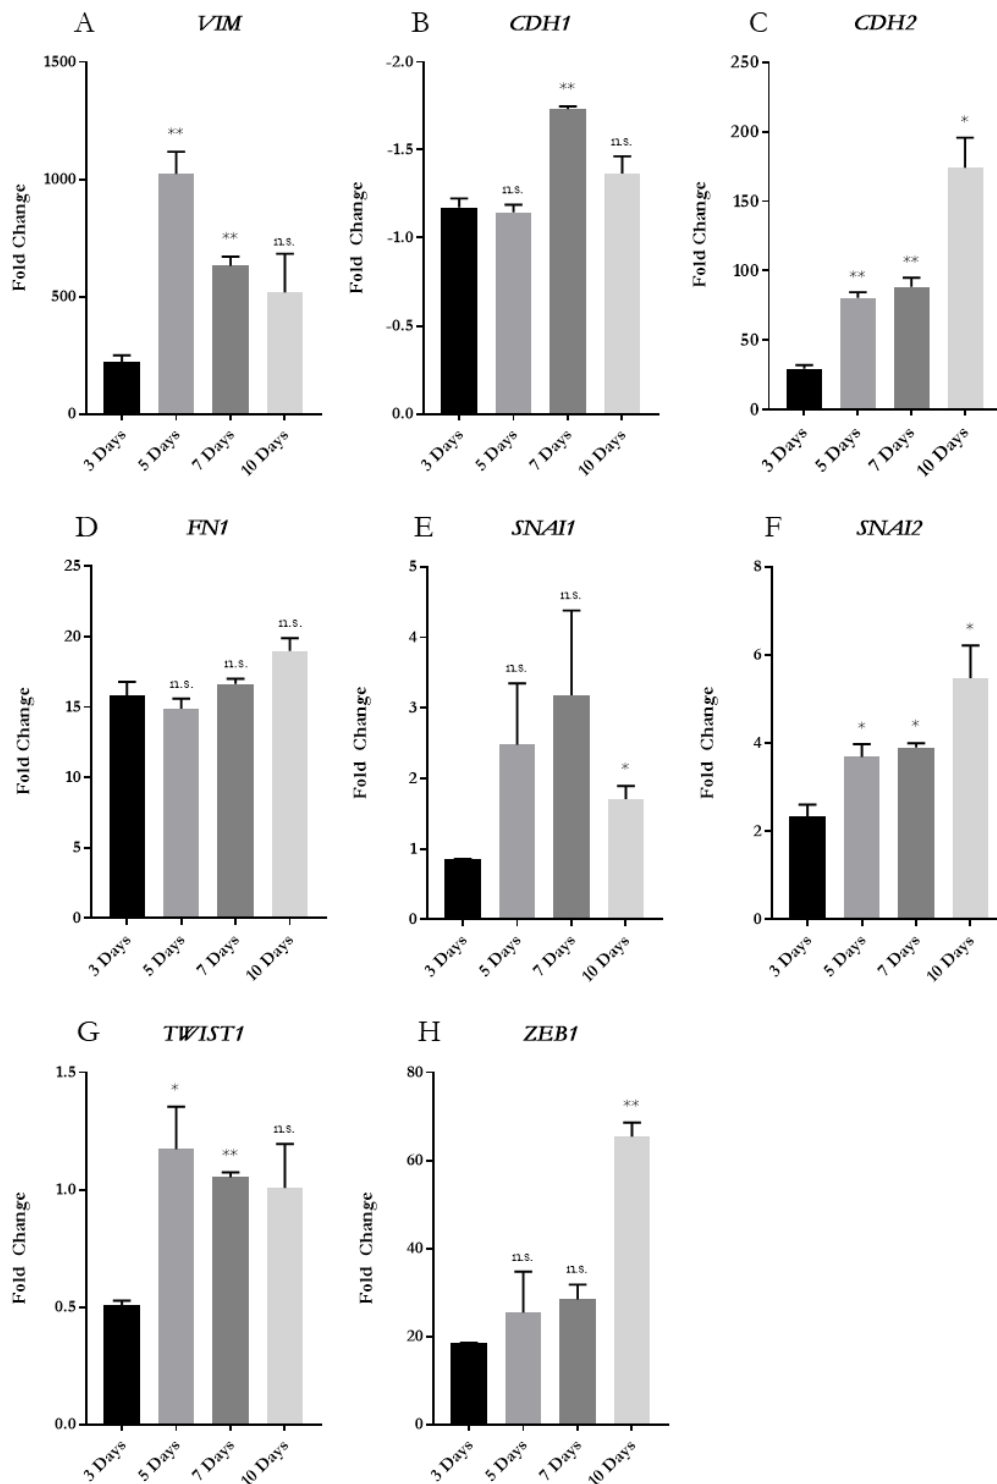 A VIM
1500
1000
500
0
Fold Change
**
**
n.s.
3 Days
5 Days
7 Days
10 Days
B CDH1
-2.0
-1.5
-1.0
-0.5
0.0
Fold Change
n.s.
**
n.s.
3 Days
5 Days
7 Days
10 Days
C CDH2
250
200
150
100
50
0
Fold Change
**
**
*
3 Days
5 Days
7 Days
10 Days
D FN1
25
20
15
10
5
0
Fold Change
n.s.
n.s.
n.s.
3 Days
5 Days
7 Days
10 Days
E SNAI1
5
4
3
2
1
0
Fold Change
n.s.
n.s.
*
3 Days
5 Days
7 Days
10 Days
F SNAI2
8
6
4
2
0
Fold Change
*
*
*
3 Days
5 Days
7 Days
10 Days
G TWIST1
1.5
1.0
0.5
0.0
Fold Change
*
**
n.s.
3 Days
5 Days
7 Days
10 Days
H ZEB1
80
60
40
20
0
Fold Change
n.s.
n.s.
**
3 Days
5 Days
7 Days
10 Days